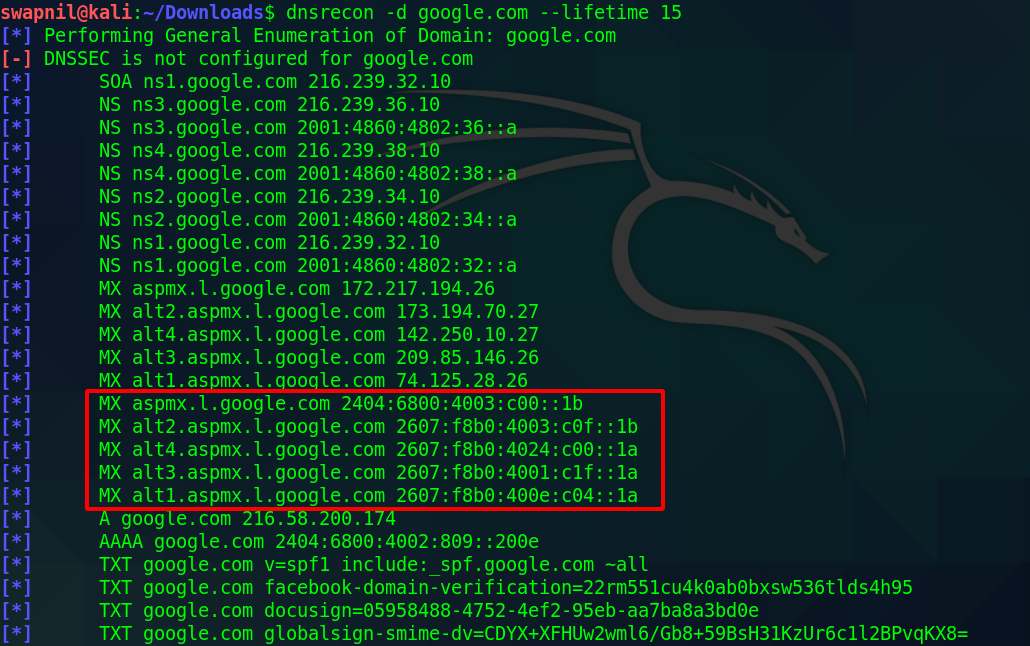 swapnil@kali:~/Downloads$ dnsrecon -d google.com --lifetime 15
[*] Performing General Enumeration of Domain: google.com
[-] DNSSEC is not configured for google.com
[*] SOA ns1.google.com 216.239.32.10
[*] NS ns3.google.com 216.239.36.10
[*] NS ns3.google.com 2001:4860:4802:36::a
[*] NS ns4.google.com 216.239.38.10
[*] NS ns4.google.com 2001:4860:4802:38::a
[*] NS ns2.google.com 216.239.34.10
[*] NS ns2.google.com 2001:4860:4802:34::a
[*] NS ns1.google.com 216.239.32.10
[*] NS ns1.google.com 2001:4860:4802:32::a
[*] MX aspmx.l.google.com 172.217.194.26
[*] MX alt2.aspmx.l.google.com 173.194.70.27
[*] MX alt4.aspmx.l.google.com 142.250.10.27
[*] MX alt3.aspmx.l.google.com 209.85.146.26
[*] MX alt1.aspmx.l.google.com 74.125.28.26
[*] MX aspmx.l.google.com 2404:6800:4003:c00::1b
[*] MX alt2.aspmx.l.google.com 2607:f8b0:4003:c0f::1b
[*] MX alt4.aspmx.l.google.com 2607:f8b0:4024:c00::1a
[*] MX alt3.aspmx.l.google.com 2607:f8b0:4001:c1f::1a
[*] MX alt1.aspmx.l.google.com 2607:f8b0:400e:c04::1a
[*] A google.com 216.58.200.174
[*] AAAA google.com 2404:6800:4002:809::200e
[*] TXT google.com v=spf1 include:_spf.google.com ~all
[*] TXT google.com facebook-domain-verification=22rm551cu4k0ab0bxsw536tlds4h95
[*] TXT google.com docusign=05958488-4752-4ef2-95eb-aa7ba8a3bd0e
[*] TXT google.com globalsign-smime-dv=CDYX+XFHUw2wml6/Gb8+59BsH31KzUr6c1l2BPvqKX8=